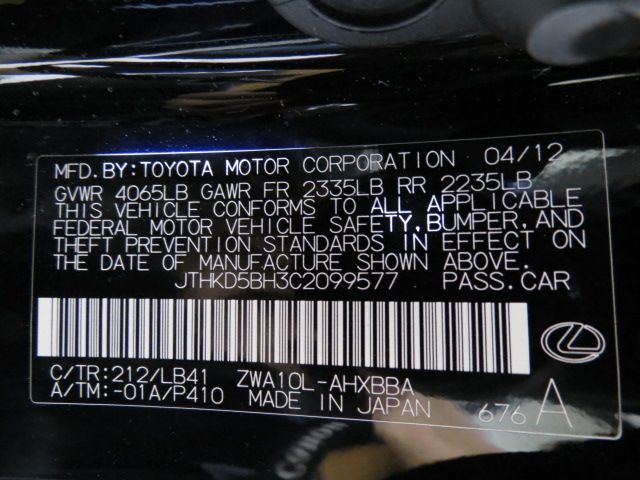 MFD.BY:TOYOTA MOTOR CORPORATION 04/12
GVWR 4065LB GAWR FR 2335LB RR 2235LB
THIS VEHICLE CONFORMS TO ALL APPLICABLE
FEDERAL MOTOR VEHICLE SAFETY,BUMPER,AND
THEFT PREVENTION STANDARDS IN EFFECT ON
THE DATE OF MANUFACTURE SHOWN ABOVE.
JTHKD5BH3C2099577 PASS.CAR
C/TR:212/LB41 ZWA10L-AHXBBA
A/TM:-01A/P410 MADE IN JAPAN 676 A
Canon